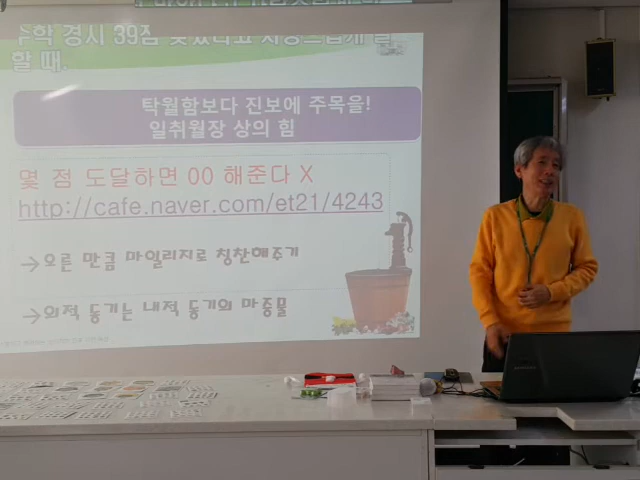 수학 경시 39점 맞았다고 자랑스럽게 말
할 때.
탁월함보다 진보에 주목을!
일취월장 상의 힘
몇 점 도달하면 00 해준다 X
http://cafe.naver.com/et21/4243
→오른 만큼 마일리지로 칭찬해주기
→외적 동기는 내적 동기의 마중물